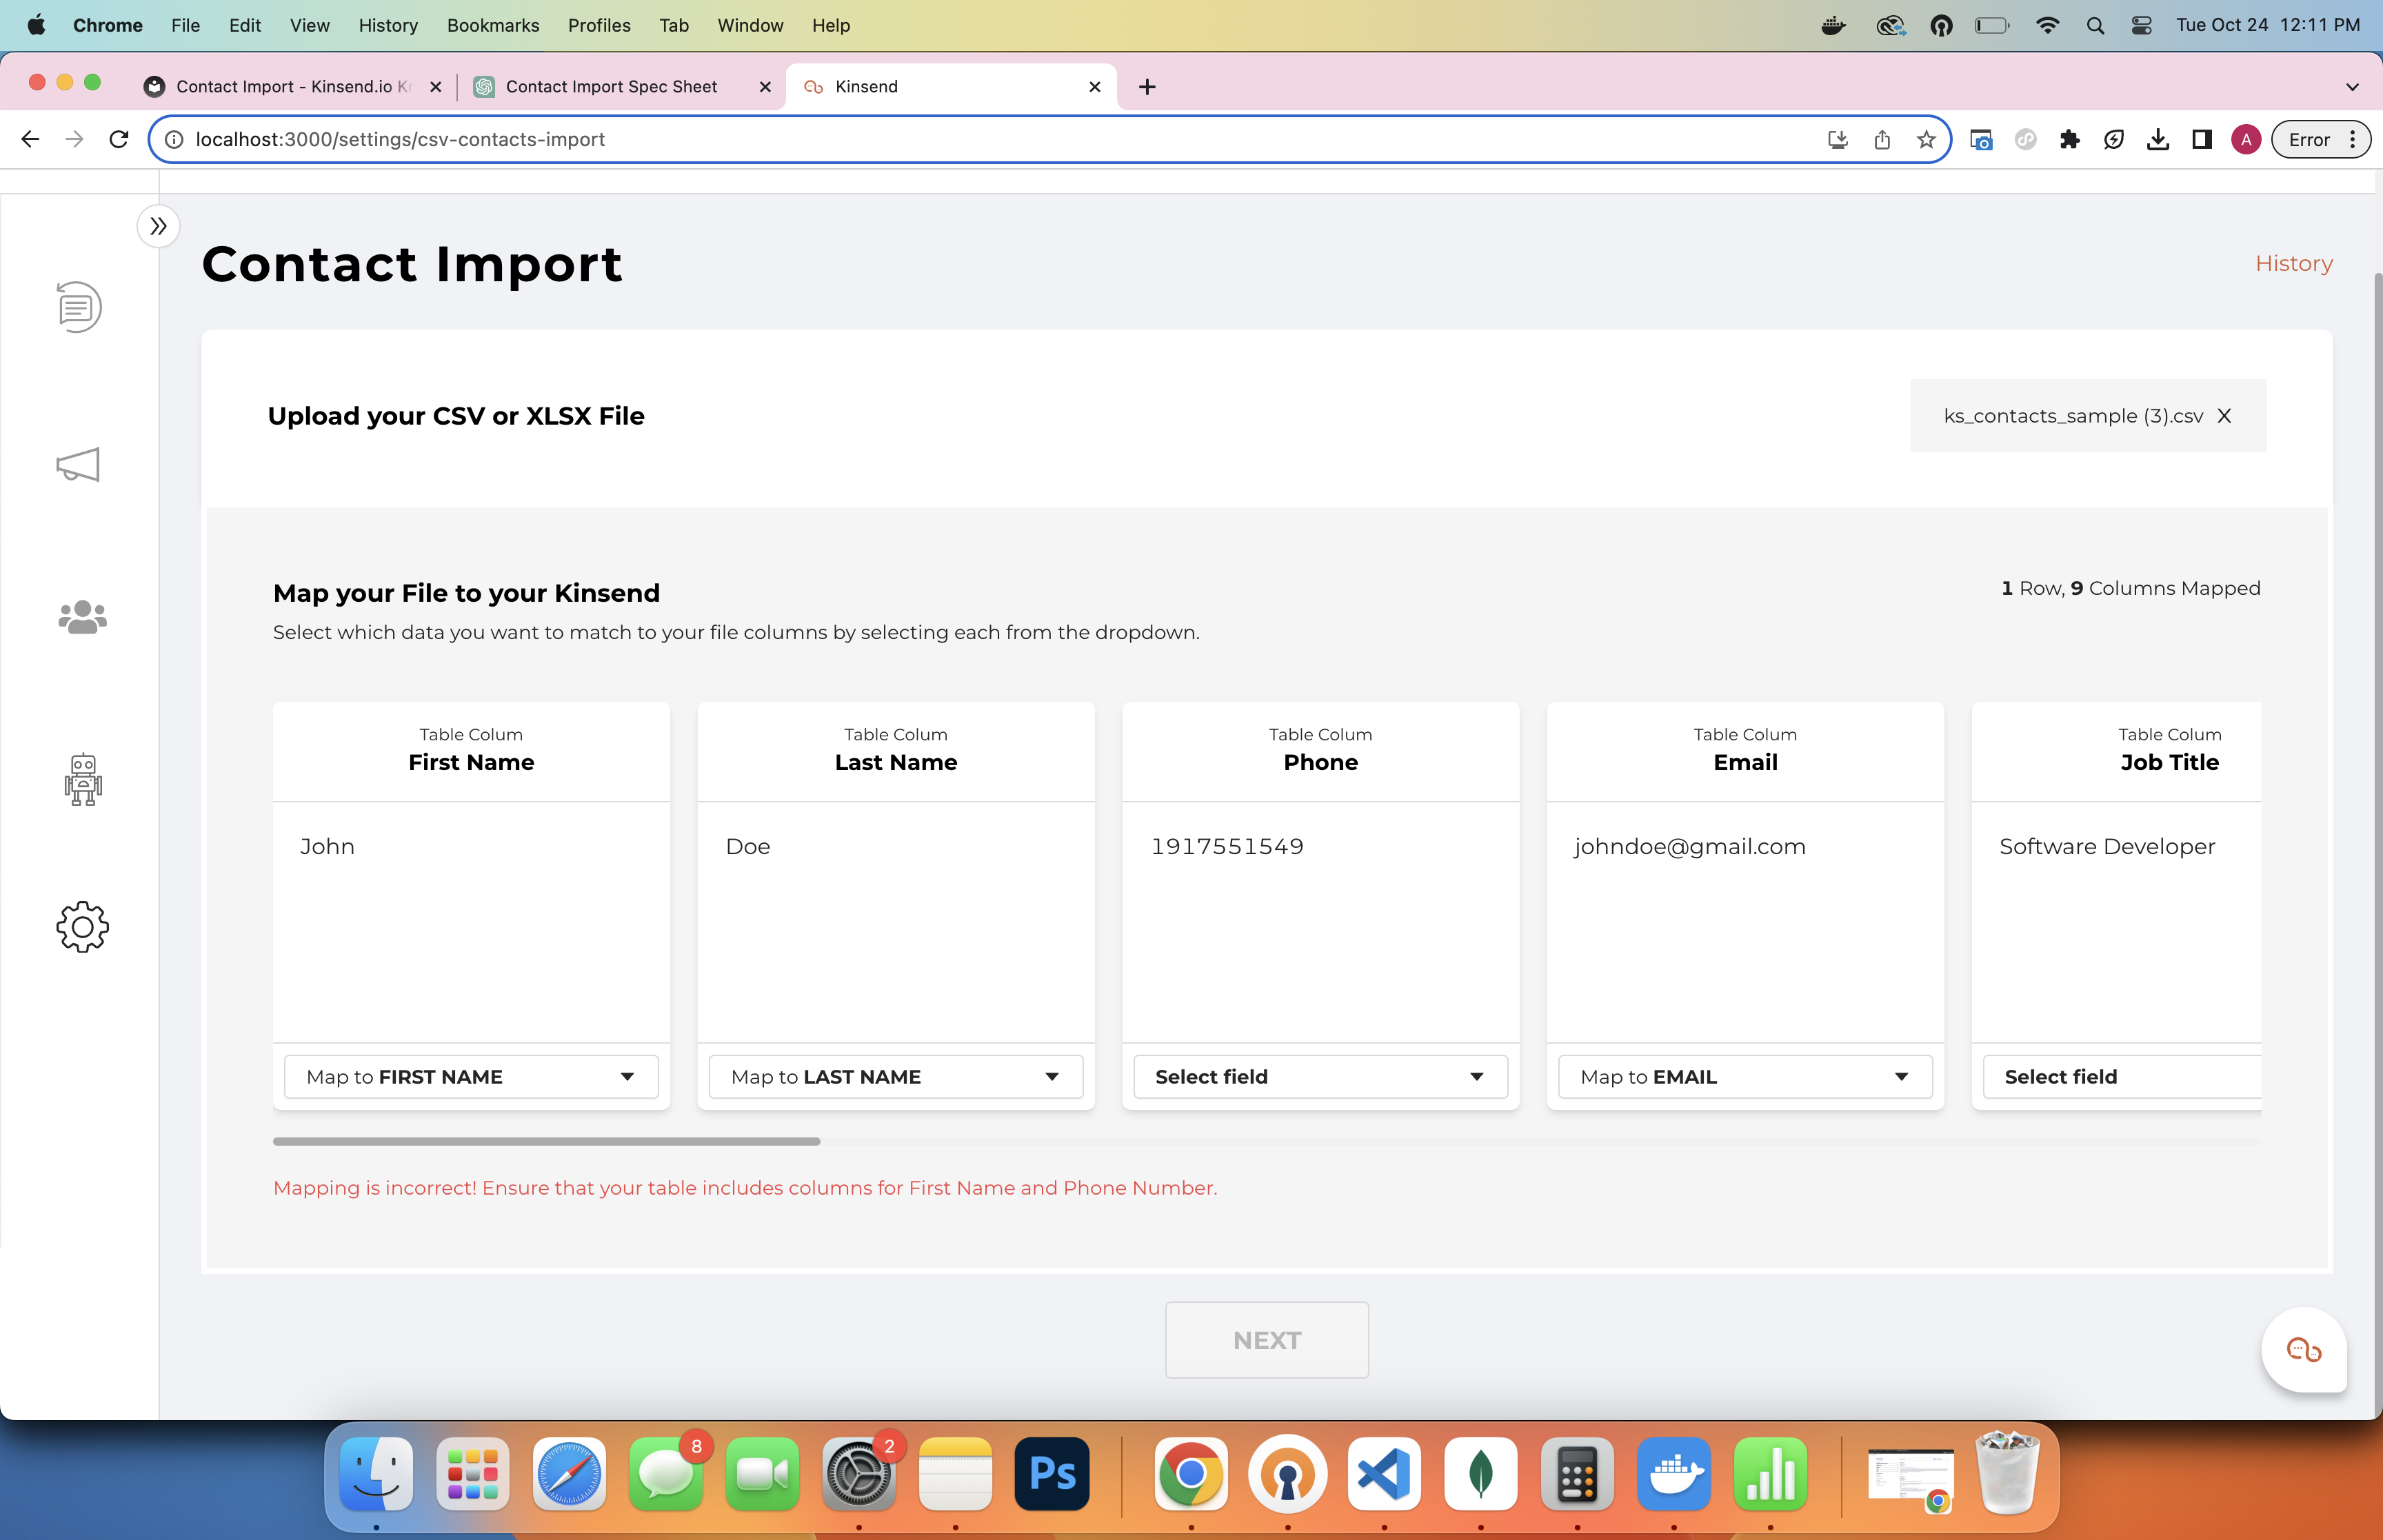 Chrome File Edit View History Bookmarks Profiles Tab Window Help Tue Oct 24 12:11 PM
Contact Import - Kinsend.io Contact Import Spec Sheet Kinsend
localhost:3000/settings/csv-contacts-import A Error
Contact Import
History
Upload your CSV or XLSX File
ks_contacts_sample (3).csv X
Map your File to your Kinsend
1 Row, 9 Columns Mapped
Select which data you want to match to your file columns by selecting each from the dropdown.
Table Colum Table Colum Table Colum Table Colum Table Colum
First Name Last Name Phone Email Job Title
John Doe 1917551549 johndoe@gmail.com Software Developer
Map to FIRST NAME Map to LAST NAME Select field Map to EMAIL Select field
Mapping is incorrect! Ensure that your table includes columns for First Name and Phone Number.
NEXT
8 2
Ps